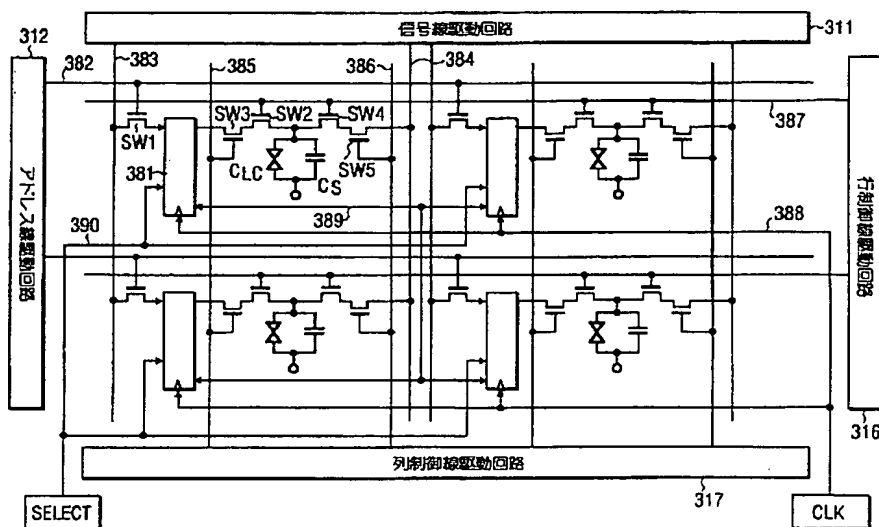 信号線駆動回路
311
312
383
382
385
386
384
387
SW3
SW2
SW4
SW1
SW5
381
CLC
CS
389
388
390
アドレス線駆動回路
行制御線駆動回路
316
列制御線駆動回路
317
SELECT
CLK